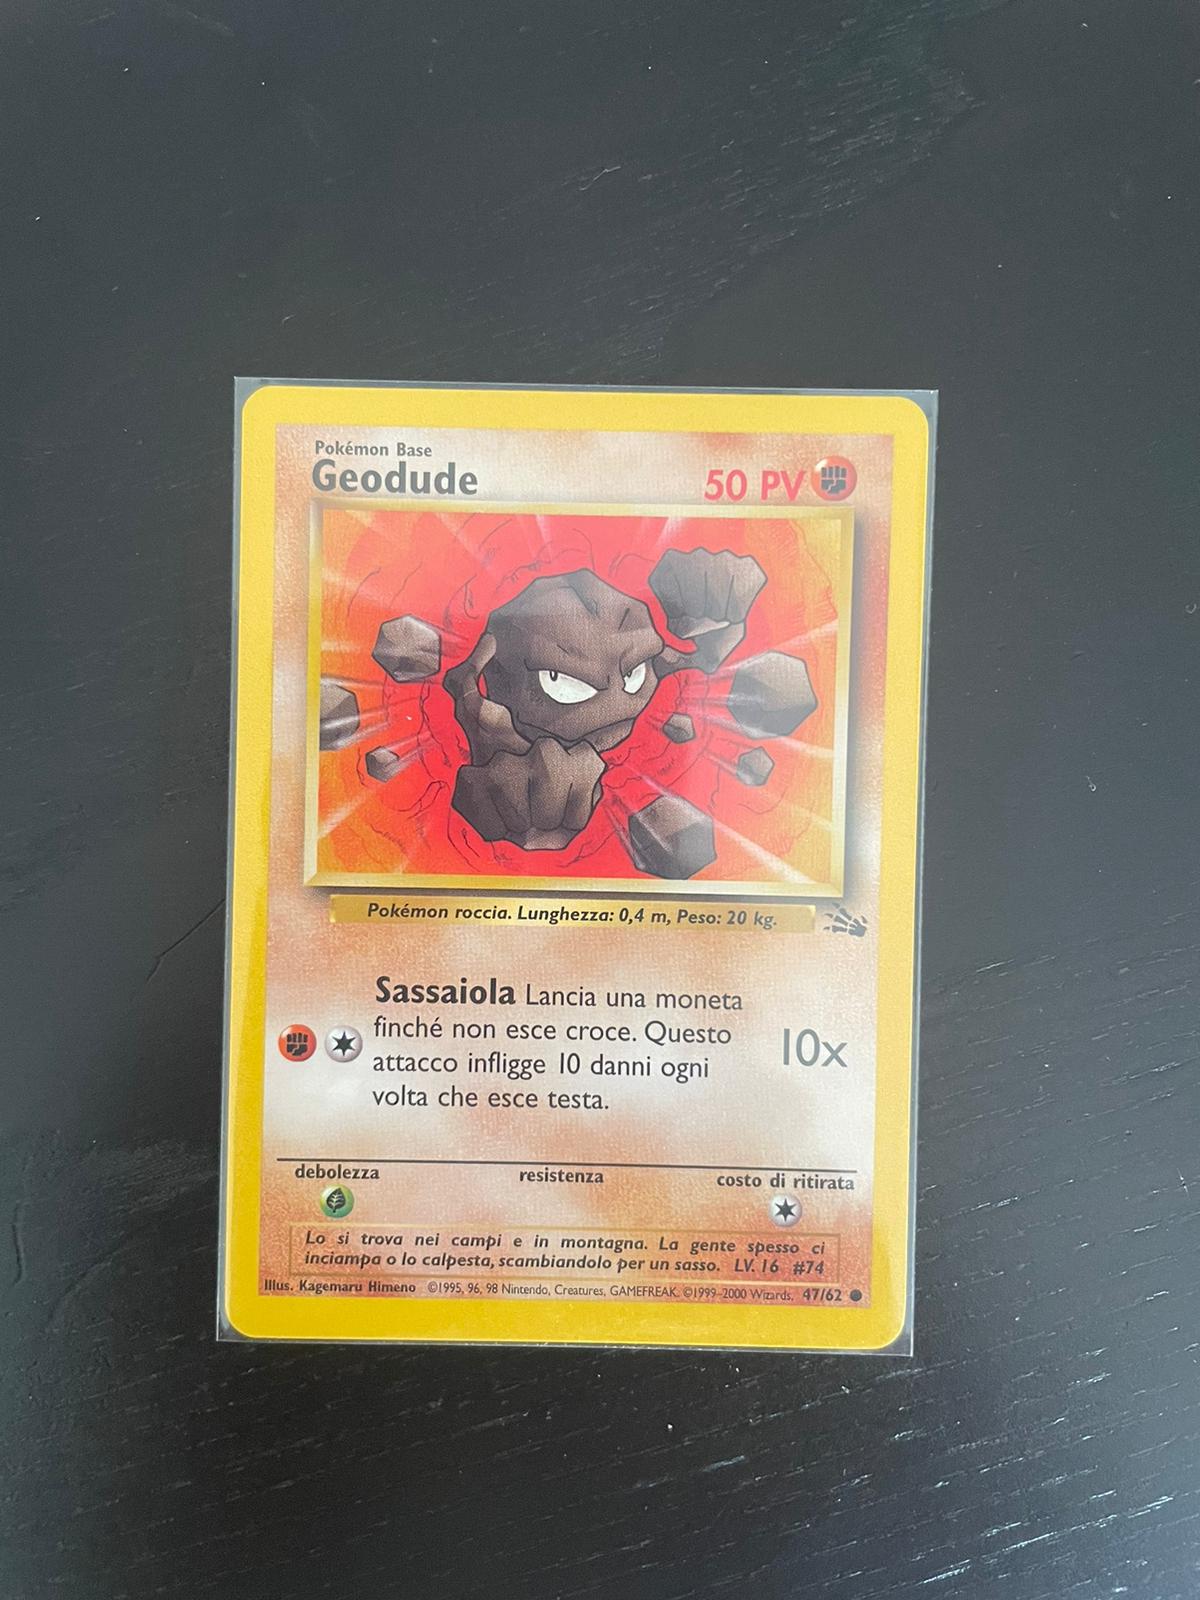 Pokémon Base
Geodude
50 PV
Pokémon roccia. Lunghezza: 0,4 m, Peso: 20 kg.
Sassaiola Lancia una moneta
finché non esce croce. Questo
attacco infligge 10 danni ogni
volta che esce testa.
10x
debolezza
resistenza
costo di ritirata
Lo si trova nei campi e in montagna. La gente spesso ci
inciampa o lo calpesta, scambiandolo per un sasso. LV. 16 #74
Illus. Kagemaru Himeno ©1995, 96, 98 Nintendo, Creatures, GAMEFREAK. ©1999-2000 Wizards. 47/62